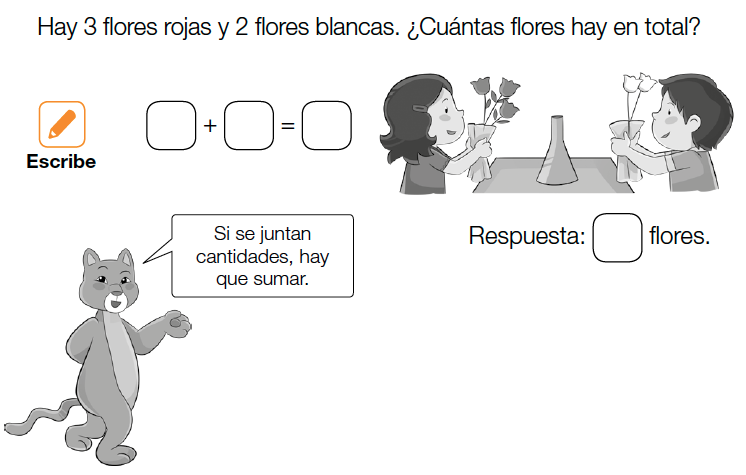 Hay 3 flores rojas y 2 flores blancas. ¿Cuántas flores hay en total?
Escribe
+ =
Si se juntan
cantidades, hay
que sumar.
Respuesta: flores.